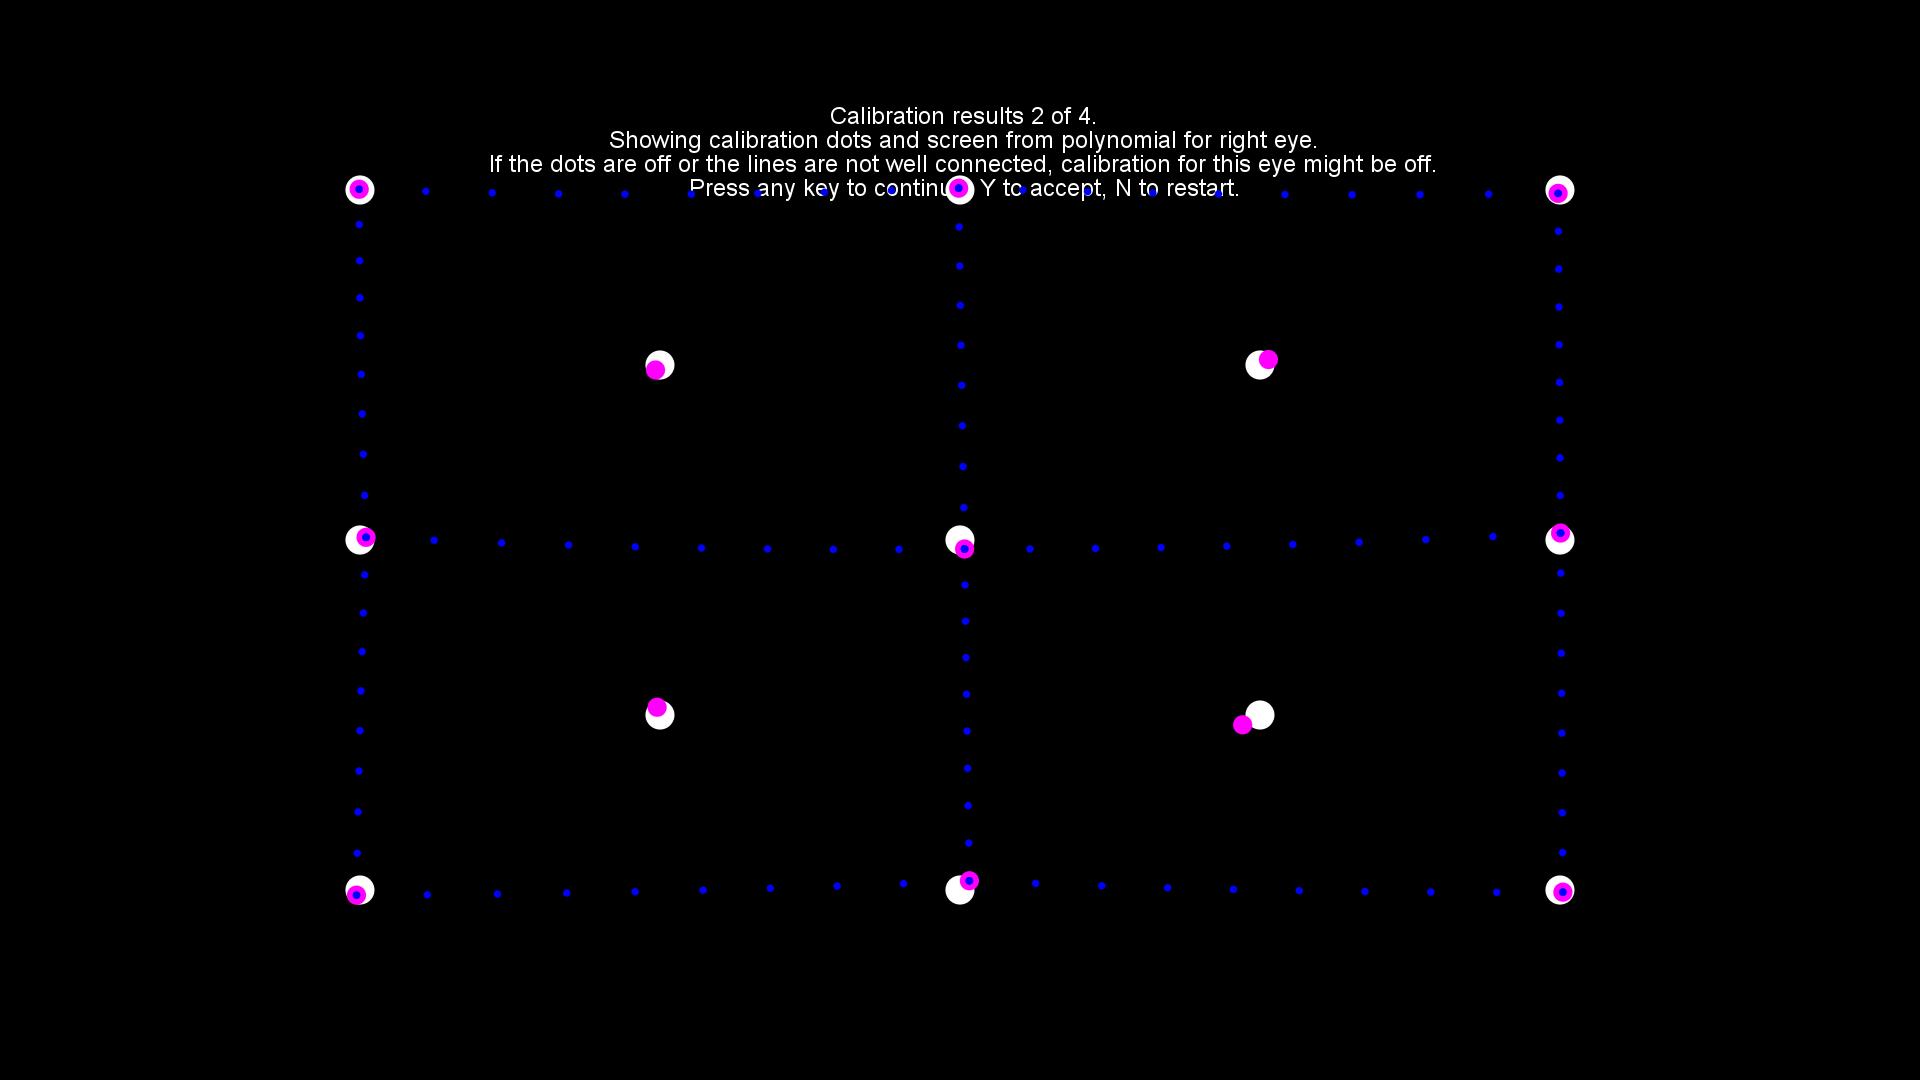 Calibration results 2 of 4.
Showing calibration dots and screen from polynomial for right eye.
If the dots are off or the lines are not well connected, calibration for this eye might be off.
Press any key to continue, Y to accept, N to restart.